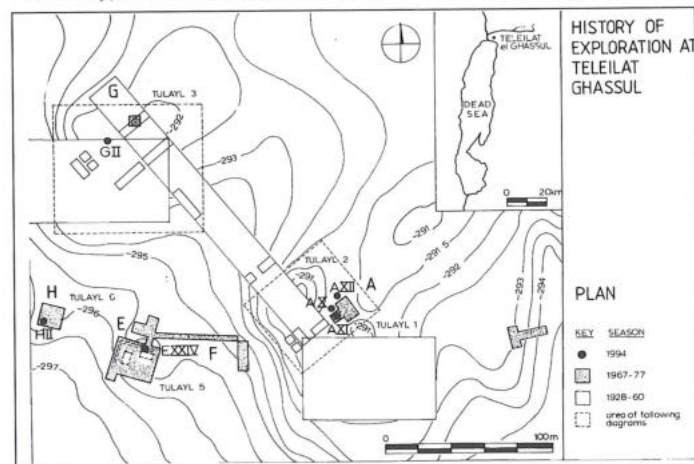 HISTORY OF
EXPLORATION AT
TELEILAT
GHASSUL
TELEILAT
el GHASSUL
DEAD
SEA
0 20km
G
TULAYL 3
-292
GII
-293
-295
-291
-291 5
-292
-293
-294
TULAYL 2
-291
AXII
A
AX
AXI
-291
TULAYL 1
H
TULAYL 6
-296
HII
E
EXXIV
F
-297
TULAYL 5
PLAN
KEY SEASON
1994
1967-77
1928-60
area of following
diagrams
0 100m